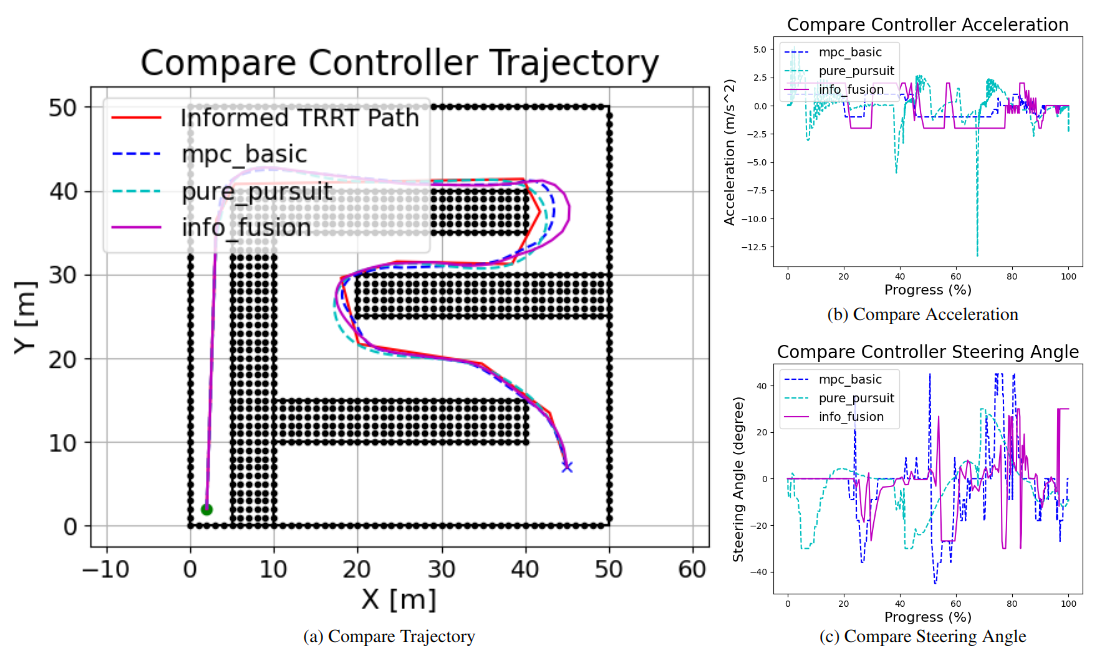 Compare Controller Trajectory
50
40
30
20
10
0
Y [m]
Informed TRRT Path
mpc_basic
pure_pursuit
info_fusion
−10 0 10 20 30 40 50 60
X [m]
(a) Compare Trajectory
Compare Controller Acceleration
5.0
2.5
0.0
−2.5
−5.0
−7.5
−10.0
−12.5
Acceleration (m/s^2)
mpc_basic
pure_pursuit
info_fusion
0 20 40 60 80 100
Progress (%)
(b) Compare Acceleration
Compare Controller Steering Angle
40
20
0
−20
−40
Steering Angle (degree)
mpc_basic
pure_pursuit
info_fusion
0 20 40 60 80 100
Progress (%)
(c) Compare Steering Angle